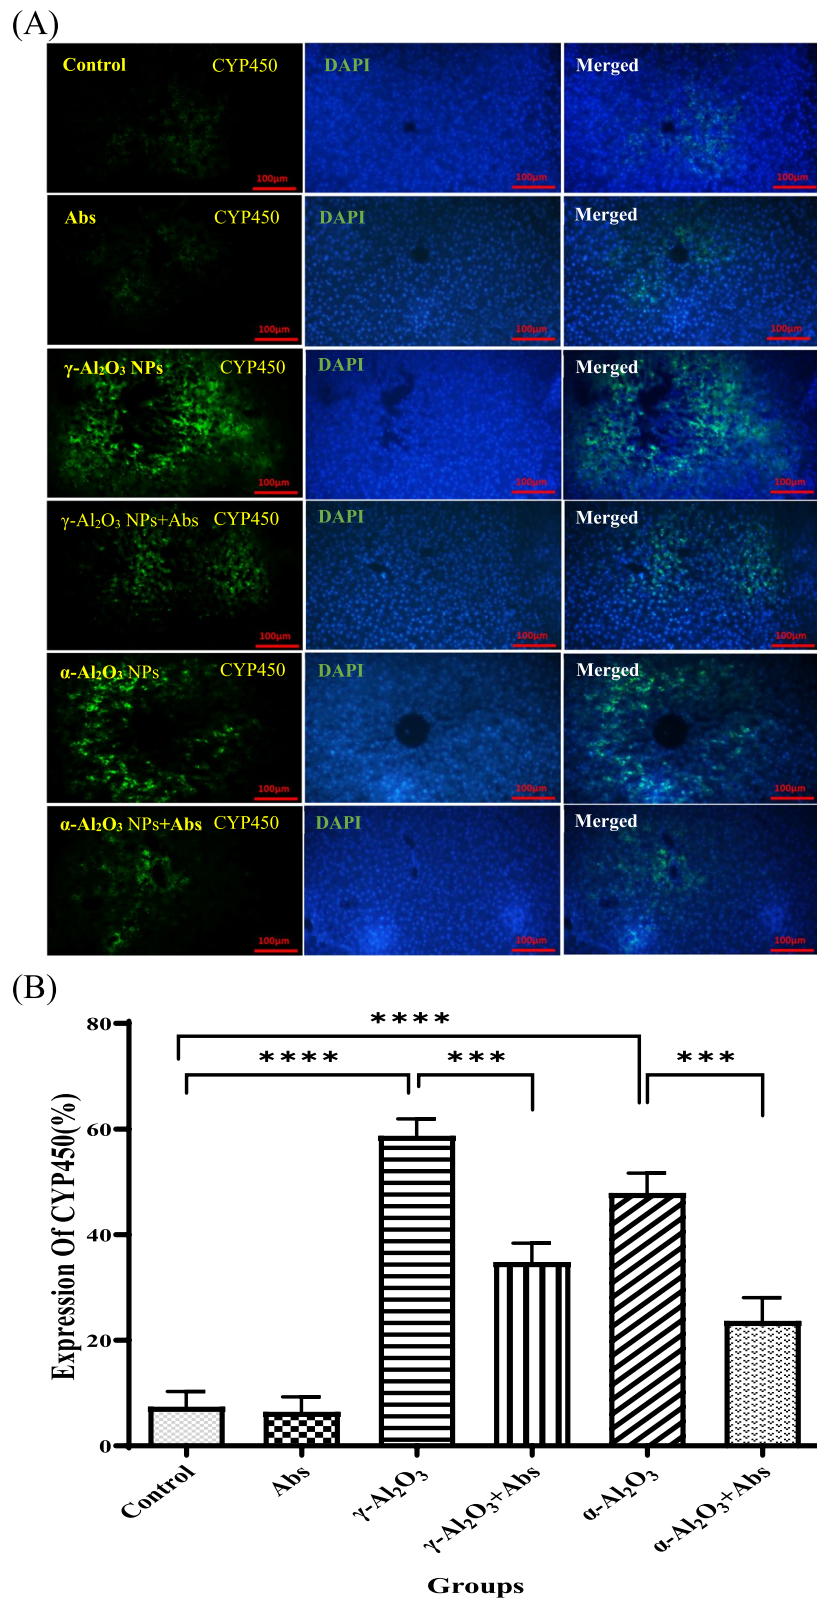 (A)
Control CYP450 DAPI Merged
100μm 100μm 100μm
Abs CYP450 DAPI Merged
100μm 100μm 100μm
γ-Al₂O₃ NPs CYP450 DAPI Merged
100μm 100μm 100μm
γ-Al₂O₃ NPs+Abs CYP450 DAPI Merged
100μm 100μm 100μm
α-Al₂O₃ NPs CYP450 DAPI Merged
100μm 100μm 100μm
α-Al₂O₃ NPs+Abs CYP450 DAPI Merged
100μm 100μm 100μm
(B)
Expression Of CYP450(%)
80
60
40
20
0
****
**** *** ***
Control
Abs
γ-Al₂O₃
γ-Al₂O₃+Abs
α-Al₂O₃
α-Al₂O₃+Abs
Groups